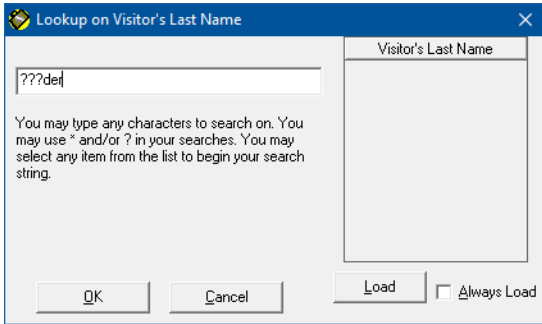 Lookup on Visitor's Last Name
Visitor's Last Name
???der
You may type any characters to search on. You
may use * and/or ? in your searches. You may
select any item from the list to begin your search
string.
OK
Cancel
Load
Always Load